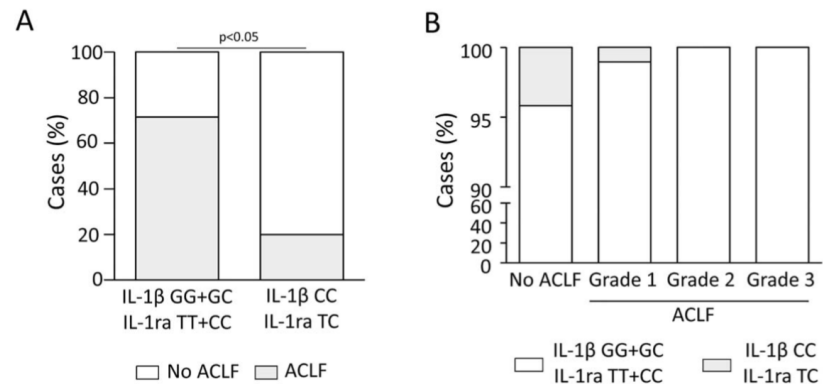 A
p<0.05
100
80
60
40
20
0
Cases (%)
IL-1β GG+GC
IL-1ra TT+CC
IL-1β CC
IL-1ra TC
No ACLF
ACLF
B
100
95
90
60
40
20
0
Cases (%)
No ACLF
Grade 1
Grade 2
Grade 3
ACLF
IL-1β GG+GC
IL-1ra TT+CC
IL-1β CC
IL-1ra TC